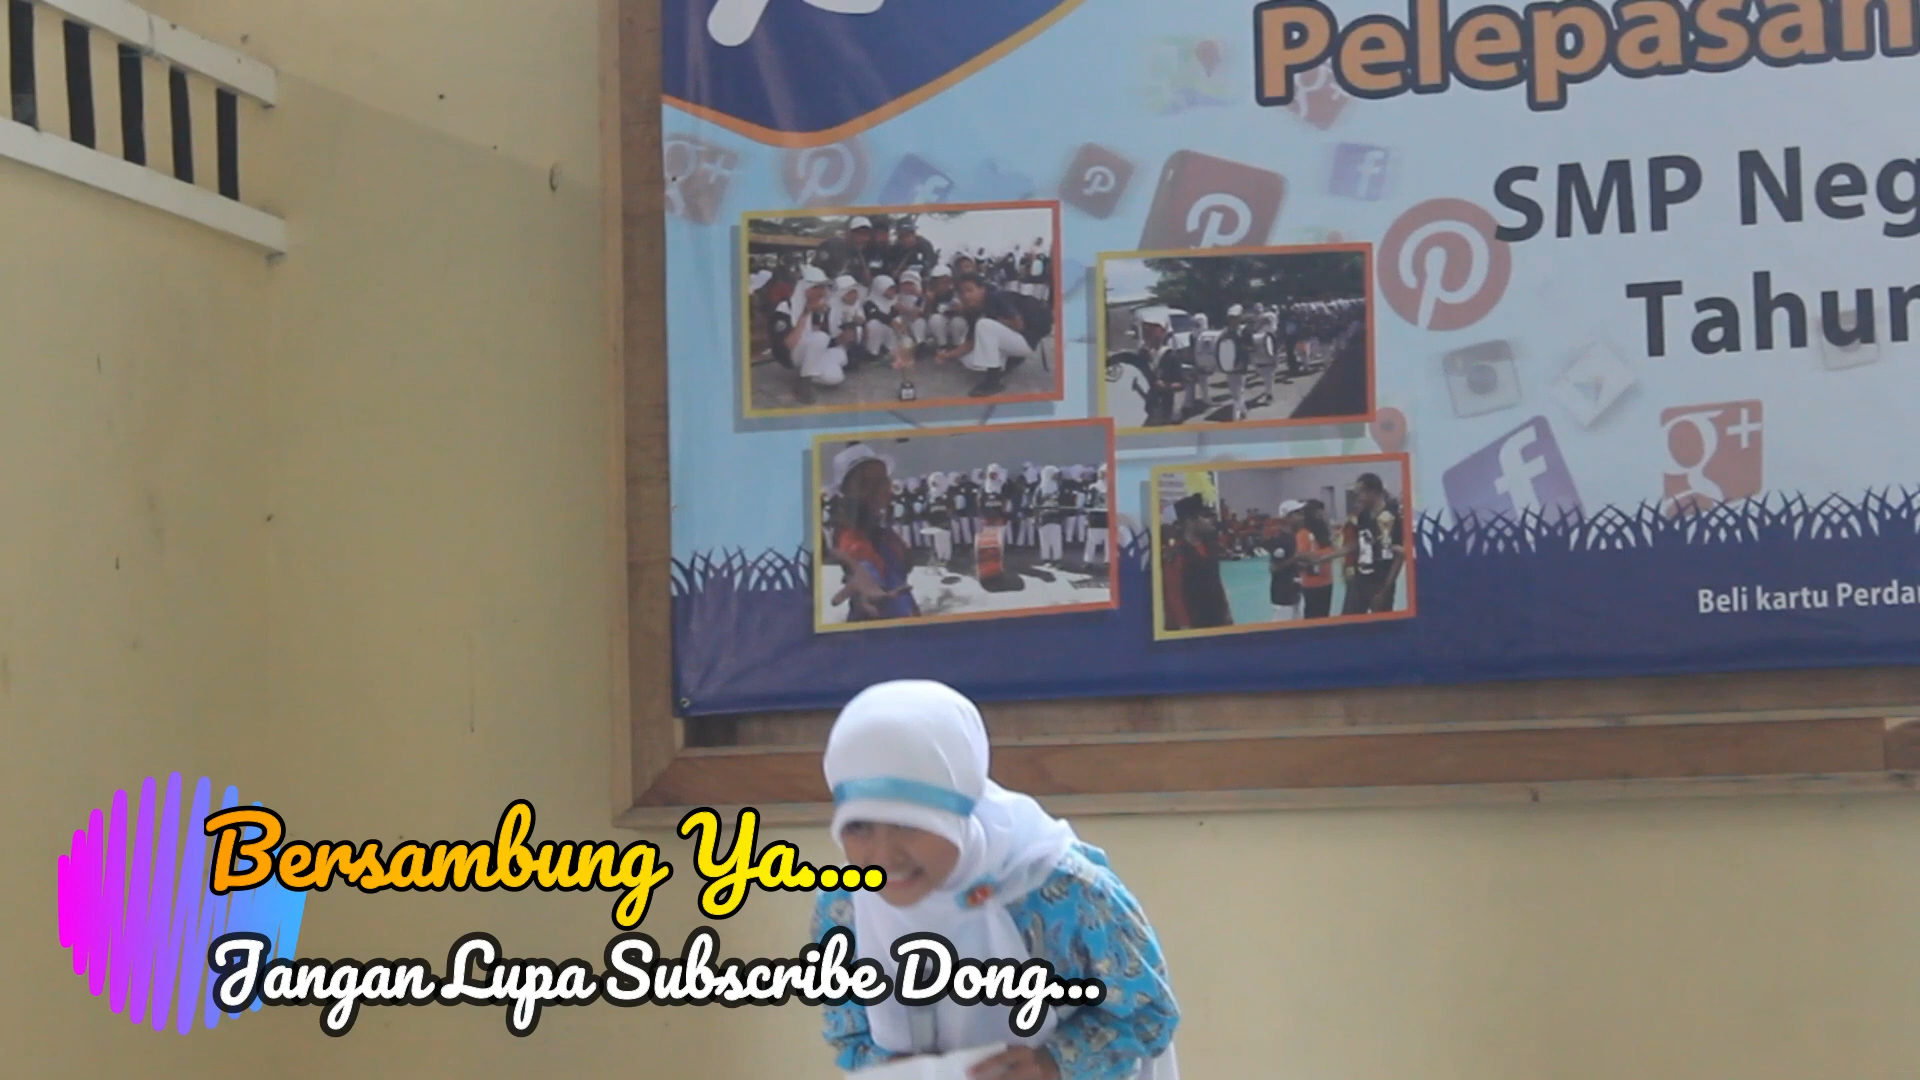 Pelepasan
SMP Neg
Tahun
Beli kartu Perda
Bersambung Ya....
Jangan Lupa Subscribe Dong...